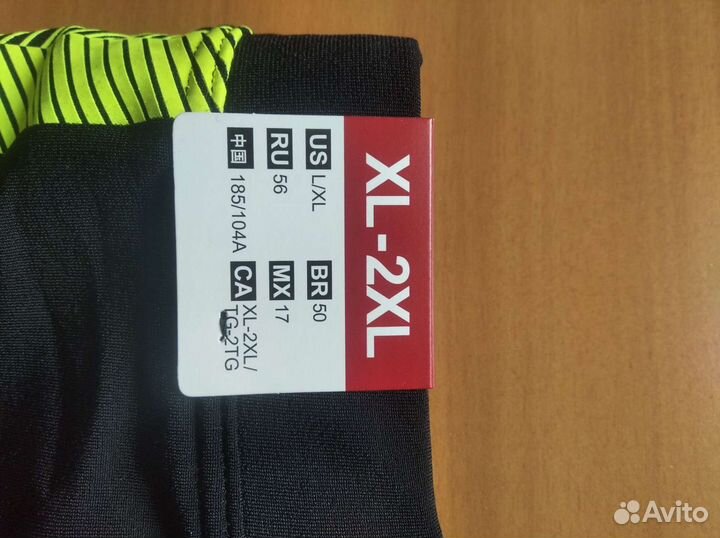 XL-2XL
US L/XL BR 50
RU 56 MX 17
中国 185/104A CA XL-2XL/
TG-2TG
Avito